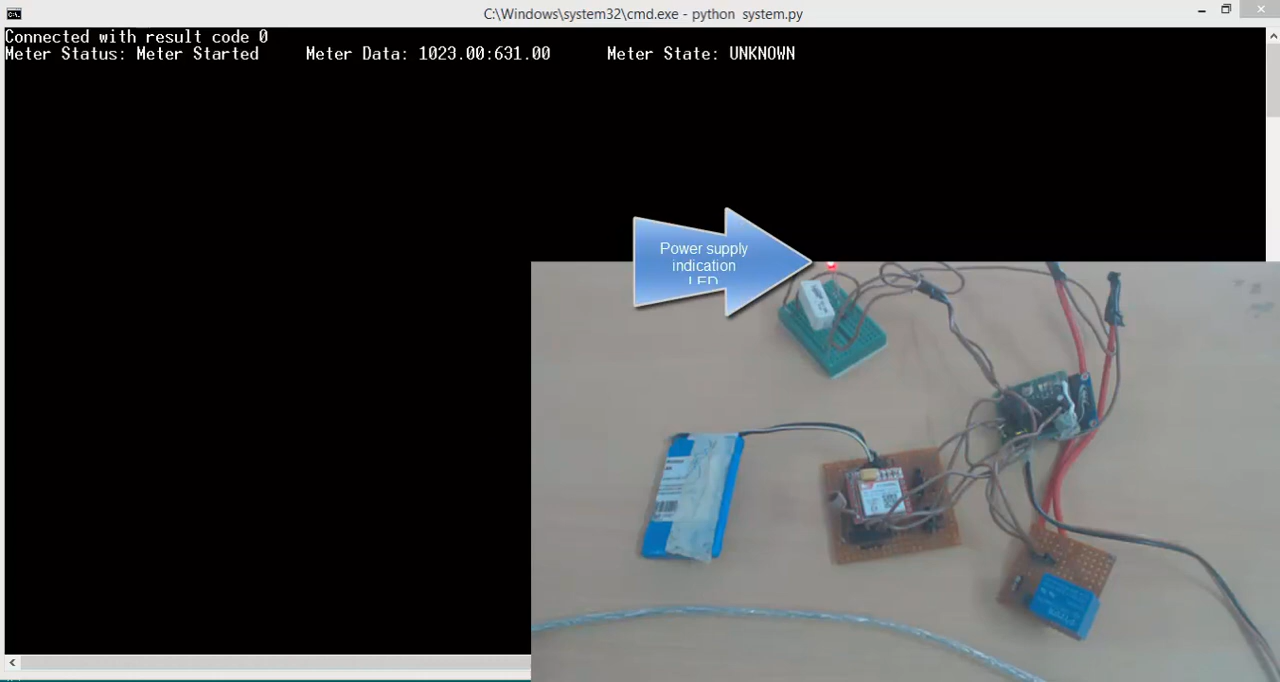 C:\Windows\system32\cmd.exe - python system.py
Connected with result code 0
Meter Status: Meter Started Meter Data: 1023.00:631.00 Meter State: UNKNOWN
Power supply
indication
LED